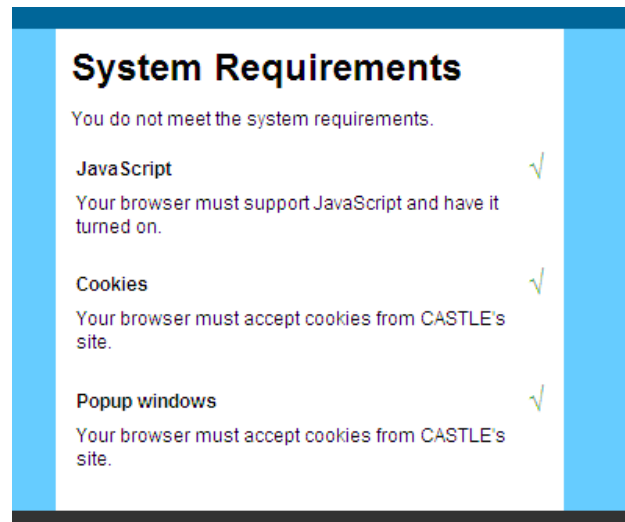 System Requirements
You do not meet the system requirements.
JavaScript √
Your browser must support JavaScript and have it
turned on.
Cookies √
Your browser must accept cookies from CASTLE's
site.
Popup windows √
Your browser must accept cookies from CASTLE's
site.